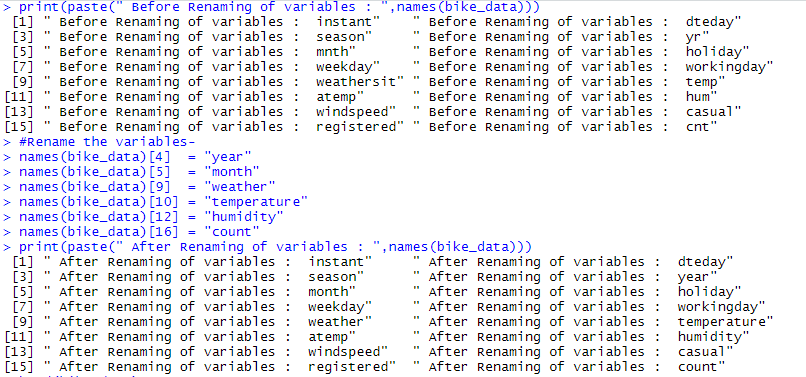 > print(paste(" Before Renaming of variables : ",names(bike_data)))
 [1] " Before Renaming of variables :  instant"    " Before Renaming of variables :  dteday"
 [3] " Before Renaming of variables :  season"     " Before Renaming of variables :  yr"
 [5] " Before Renaming of variables :  mnth"       " Before Renaming of variables :  holiday"
 [7] " Before Renaming of variables :  weekday"    " Before Renaming of variables :  workingday"
 [9] " Before Renaming of variables :  weathersit" " Before Renaming of variables :  temp"
[11] " Before Renaming of variables :  atemp"      " Before Renaming of variables :  hum"
[13] " Before Renaming of variables :  windspeed"  " Before Renaming of variables :  casual"
[15] " Before Renaming of variables :  registered" " Before Renaming of variables :  cnt"
> #Rename the variables-
> names(bike_data)[4]  = "year"
> names(bike_data)[5]  = "month"
> names(bike_data)[9]  = "weather"
> names(bike_data)[10] = "temperature"
> names(bike_data)[12] = "humidity"
> names(bike_data)[16] = "count"
> print(paste(" After Renaming of variables : ",names(bike_data)))
 [1] " After Renaming of variables :  instant"     " After Renaming of variables :  dteday"
 [3] " After Renaming of variables :  season"      " After Renaming of variables :  year"
 [5] " After Renaming of variables :  month"       " After Renaming of variables :  holiday"
 [7] " After Renaming of variables :  weekday"     " After Renaming of variables :  workingday"
 [9] " After Renaming of variables :  weather"     " After Renaming of variables :  temperature"
[11] " After Renaming of variables :  atemp"       " After Renaming of variables :  humidity"
[13] " After Renaming of variables :  windspeed"   " After Renaming of variables :  casual"
[15] " After Renaming of variables :  registered"  " After Renaming of variables :  count"